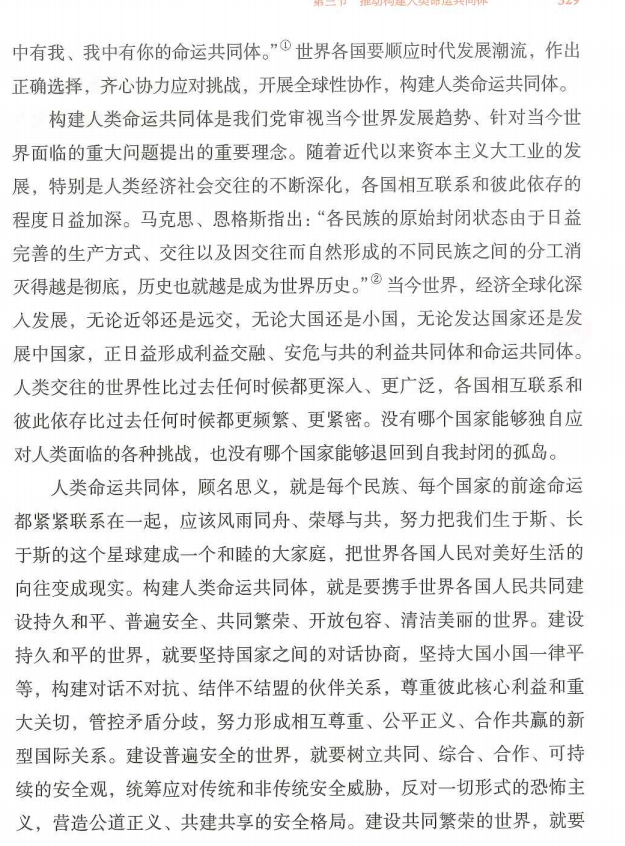 第三节 推动构建人类命运共同体 329
中有我、我中有你的命运共同体。”①世界各国要顺应时代发展潮流，作出
正确选择，齐心协力应对挑战，开展全球性协作，构建人类命运共同体。
构建人类命运共同体是我们党审视当今世界发展趋势、针对当今世
界面临的重大问题提出的重要理念。随着近代以来资本主义大工业的发
展，特别是人类经济社会交往的不断深化，各国相互联系和彼此依存的
程度日益加深。马克思、恩格斯指出：“各民族的原始封闭状态由于日益
完善的生产方式、交往以及因交往而自然形成的不同民族之间的分工消
灭得越是彻底，历史也就越是成为世界历史。”②当今世界，经济全球化深
入发展，无论近邻还是远交，无论大国还是小国，无论发达国家还是发
展中国家，正日益形成利益交融、安危与共的利益共同体和命运共同体。
人类交往的世界性比过去任何时候都更深入、更广泛，各国相互联系和
彼此依存比过去任何时候都更频繁、更紧密。没有哪个国家能够独自应
对人类面临的各种挑战，也没有哪个国家能够退回到自我封闭的孤岛。
人类命运共同体，顾名思义，就是每个民族、每个国家的前途命运
都紧紧联系在一起，应该风雨同舟、荣辱与共，努力把我们生于斯、长
于斯的这个星球建成一个和睦的大家庭，把世界各国人民对美好生活的
向往变成现实。构建人类命运共同体，就是要携手世界各国人民共同建
设持久和平、普遍安全、共同繁荣、开放包容、清洁美丽的世界。建设
持久和平的世界，就要坚持国家之间的对话协商，坚持大国小国一律平
等，构建对话不对抗、结伴不结盟的伙伴关系，尊重彼此核心利益和重
大关切，管控矛盾分歧，努力形成相互尊重、公平正义、合作共赢的新
型国际关系。建设普遍安全的世界，就要树立共同、综合、合作、可持
续的安全观，统筹应对传统和非传统安全威胁，反对一切形式的恐怖主
义，营造公道正义、共建共享的安全格局。建设共同繁荣的世界，就要